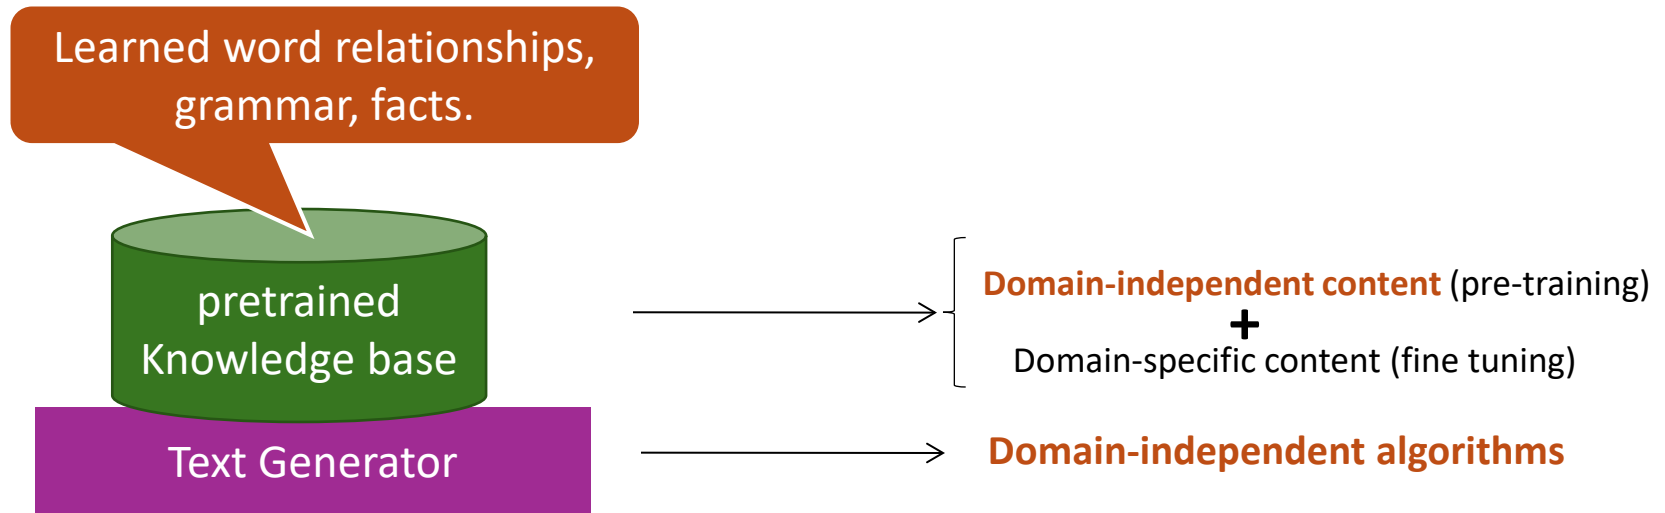 Learned word relationships,
grammar, facts.
pretrained
Knowledge base
Domain-independent content (pre-training)
+
Domain-specific content (fine tuning)
Text Generator
Domain-independent algorithms